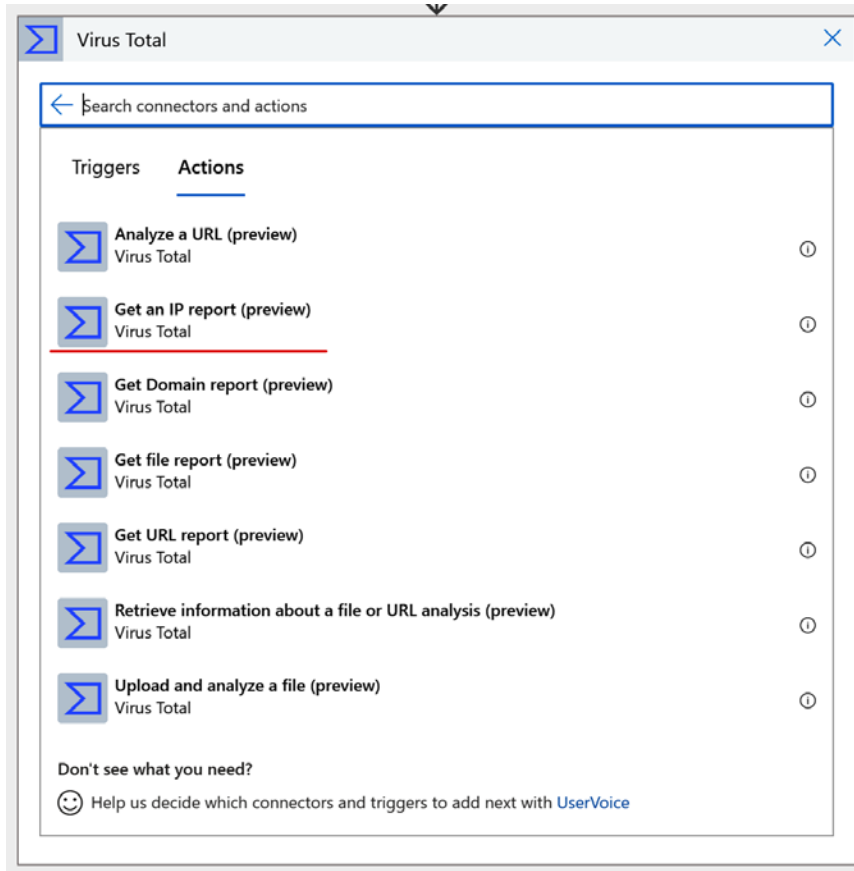 Virus Total
Search connectors and actions
Triggers Actions
Analyze a URL (preview)
Virus Total
Get an IP report (preview)
Virus Total
Get Domain report (preview)
Virus Total
Get file report (preview)
Virus Total
Get URL report (preview)
Virus Total
Retrieve information about a file or URL analysis (preview)
Virus Total
Upload and analyze a file (preview)
Virus Total
Don't see what you need?
Help us decide which connectors and triggers to add next with UserVoice